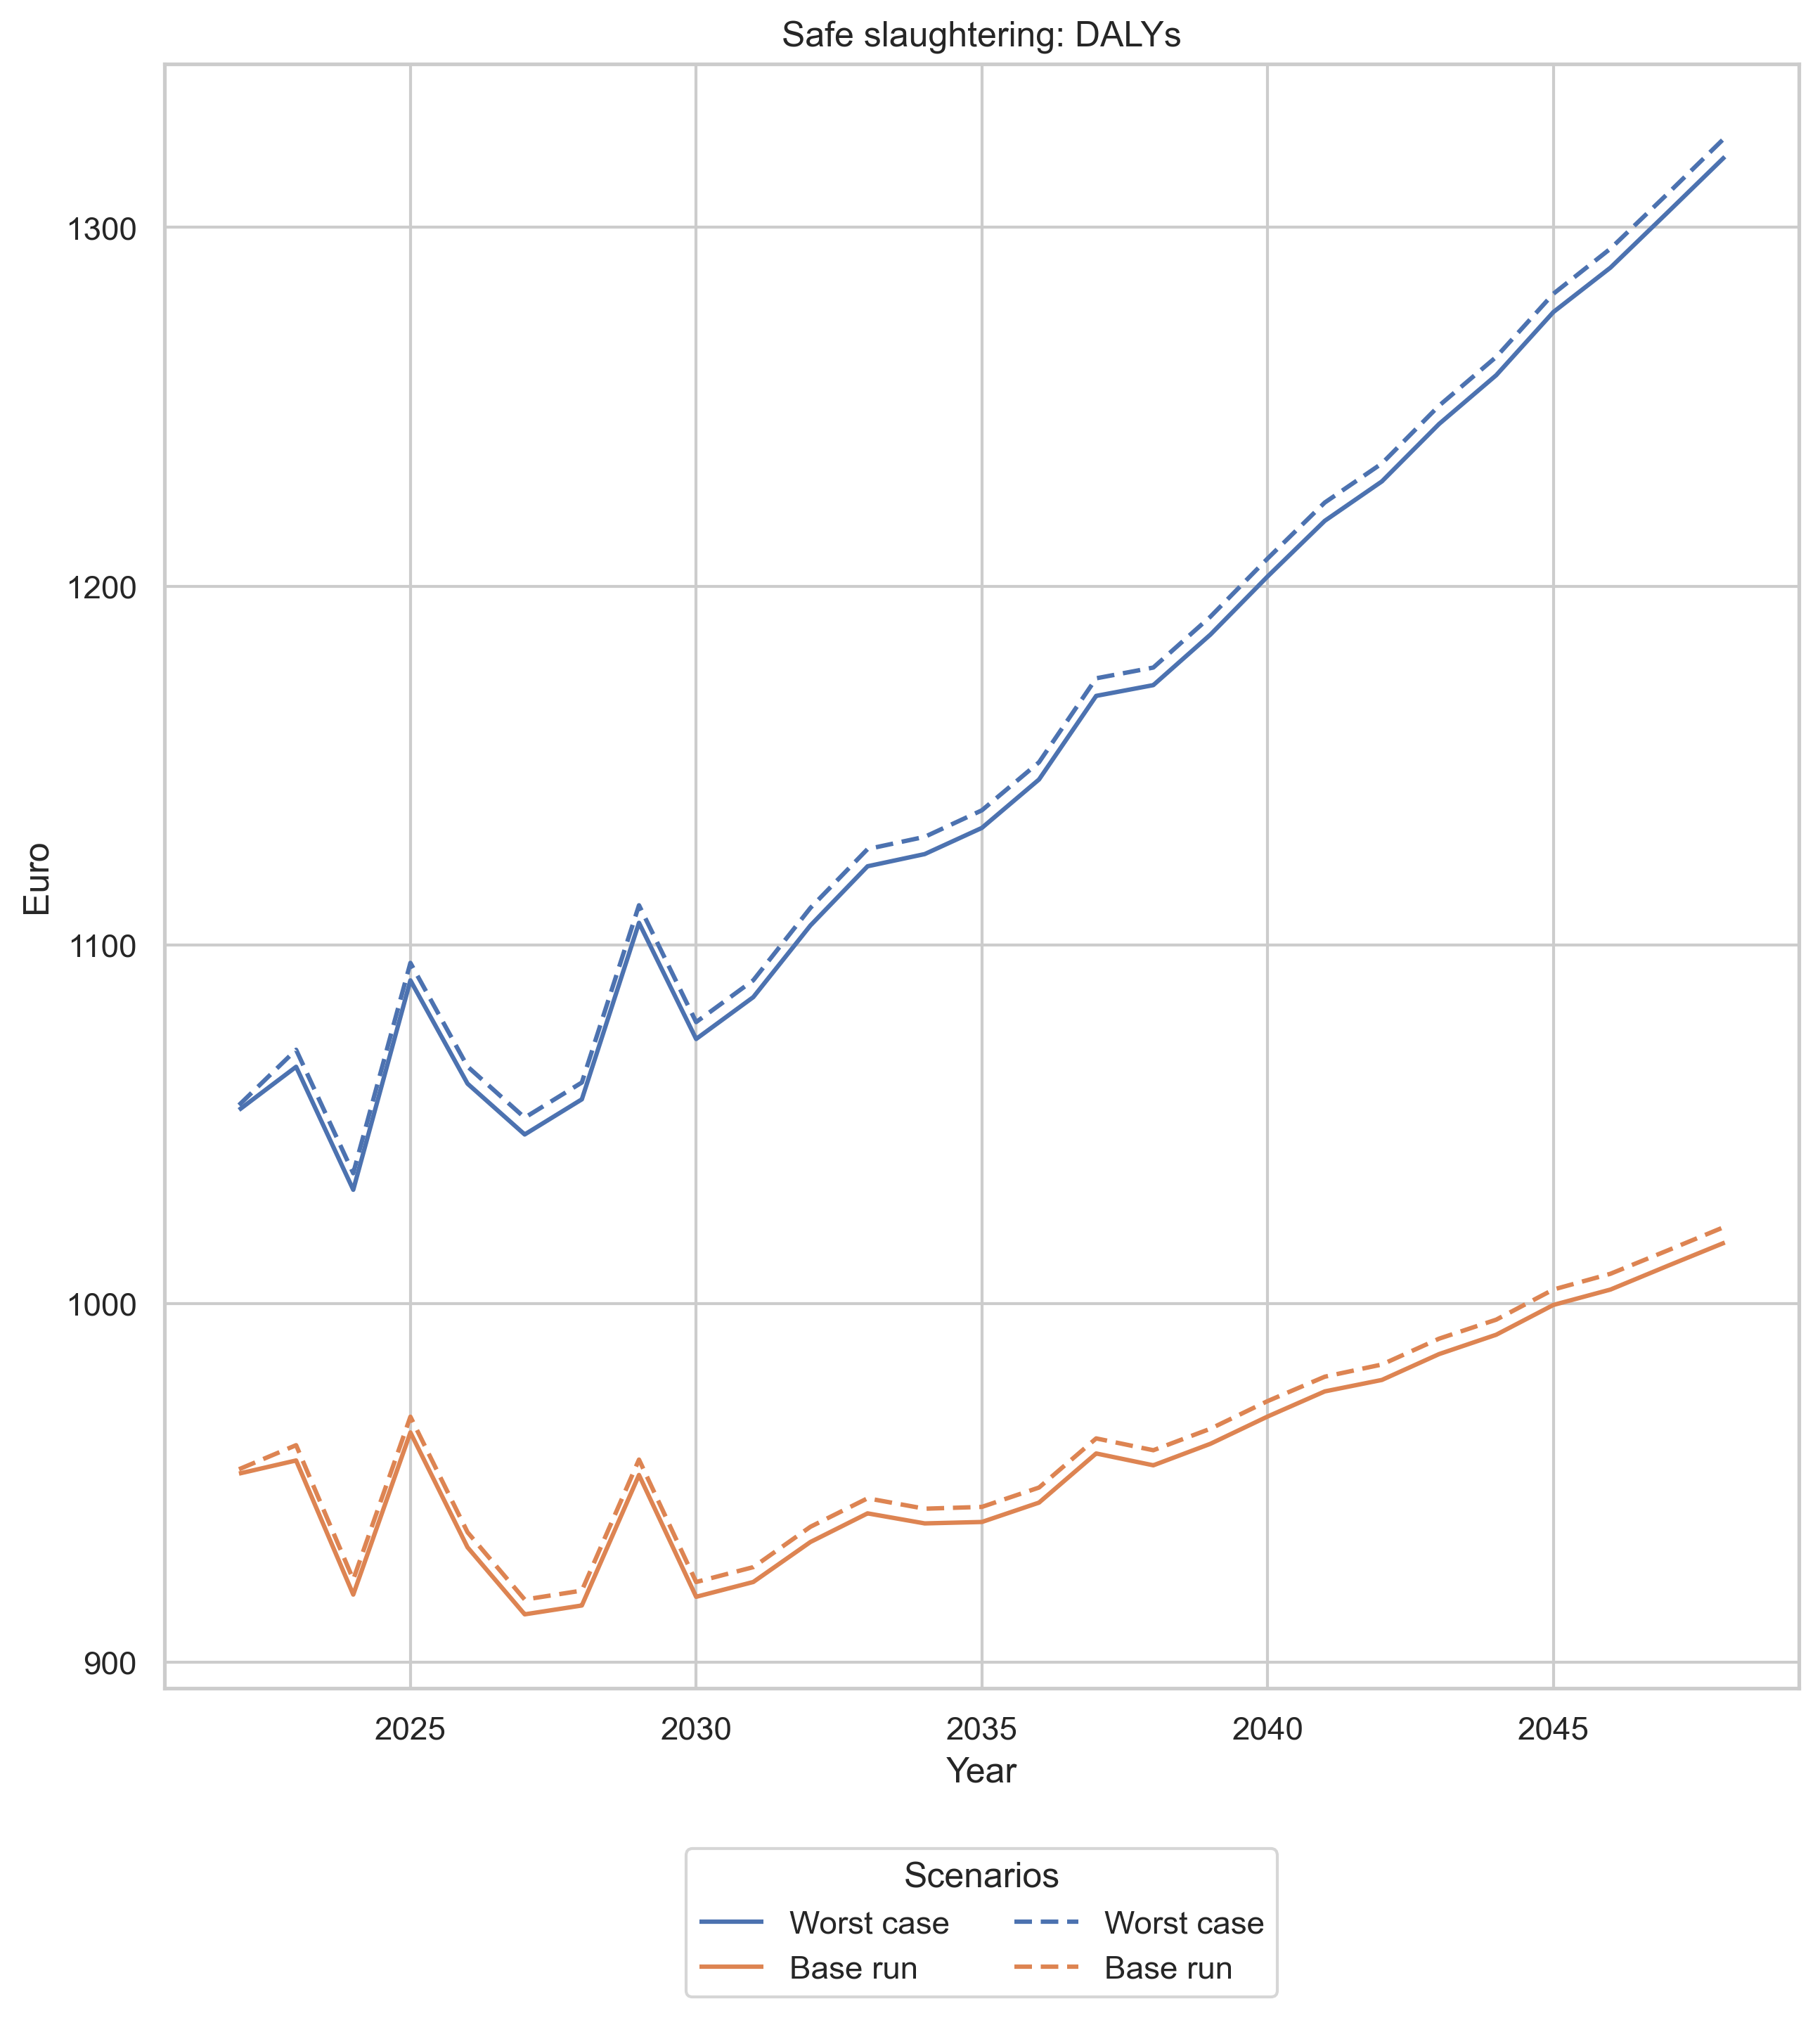 Safe slaughtering: DALYs
Euro
1300
1200
1100
1000
900
2025 2030 2035 2040 2045
Year
Scenarios
Worst case Worst case
Base run Base run